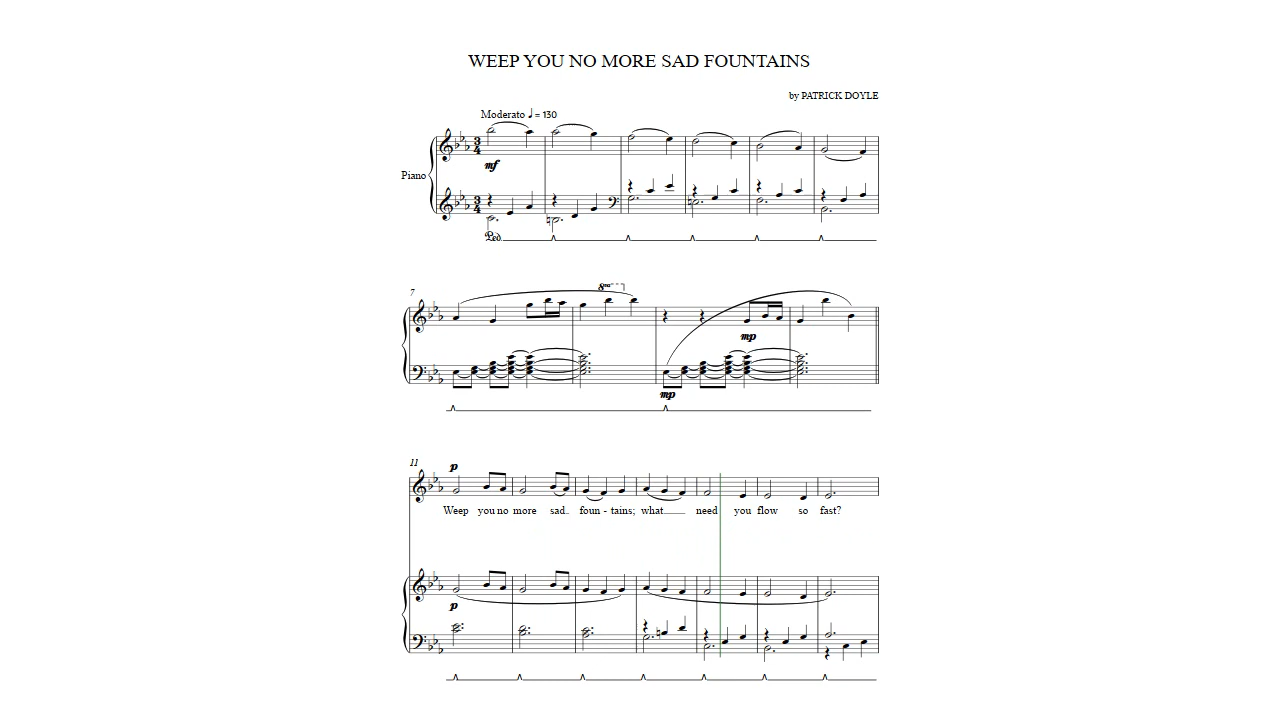 WEEP YOU NO MORE SAD FOUNTAINS
by PATRICK DOYLE
Moderato ♩ = 130
mf
Piano
7
8va
mp
mp
11
p
Weep you no more sad foun - tains; what need you flow so fast?
p